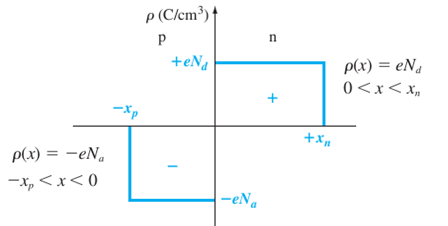 ρ (C/cm³)
p
n
+eN_d
ρ(x) = eN_d
0 < x < x_n
+
−x_p
+x_n
ρ(x) = −eN_a
−x_p < x < 0
−
−eN_a